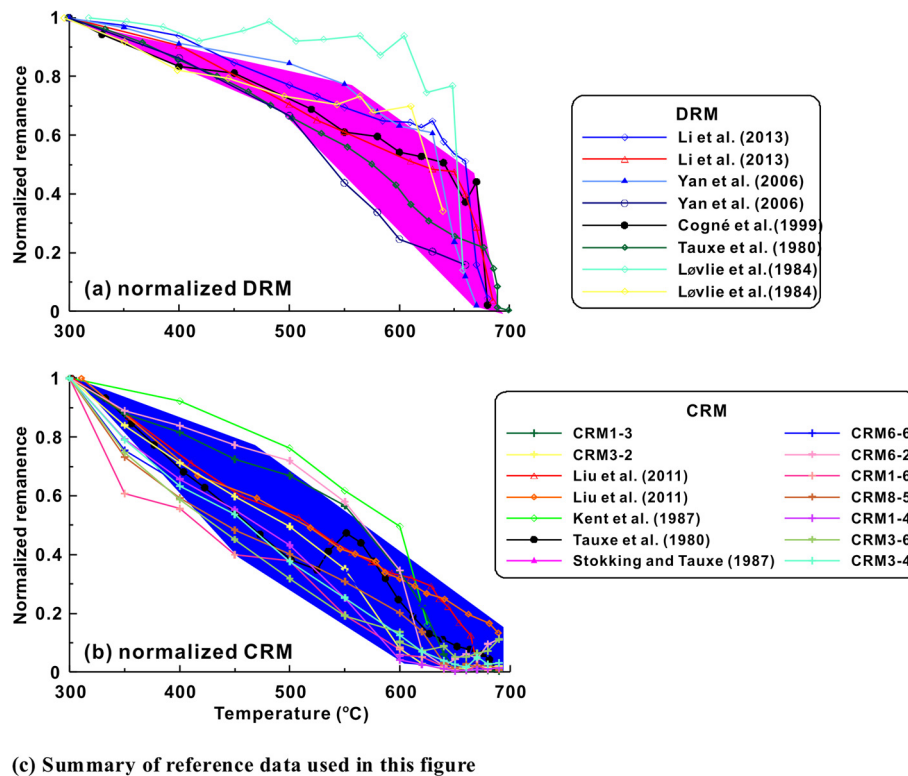 1
0.8
0.6
0.4
0.2
0
Normalized remanence
(a) normalized DRM
300 400 500 600 700
DRM
Li et al. (2013)
Li et al. (2013)
Yan et al. (2006)
Yan et al. (2006)
Cogné et al.(1999)
Tauxe et al. (1980)
Løvlie et al.(1984)
Løvlie et al.(1984)
1
0.8
0.6
0.4
0.2
0
Normalized remanence
(b) normalized CRM
300 400 500 600 700
Temperature (°C)
CRM
CRM1-3
CRM3-2
Liu et al. (2011)
Liu et al. (2011)
Kent et al. (1987)
Tauxe et al. (1980)
Stokking and Tauxe (1987)
CRM6-6
CRM6-2
CRM1-6
CRM8-5
CRM1-4
CRM3-6
CRM3-4
(c) Summary of reference data used in this figure